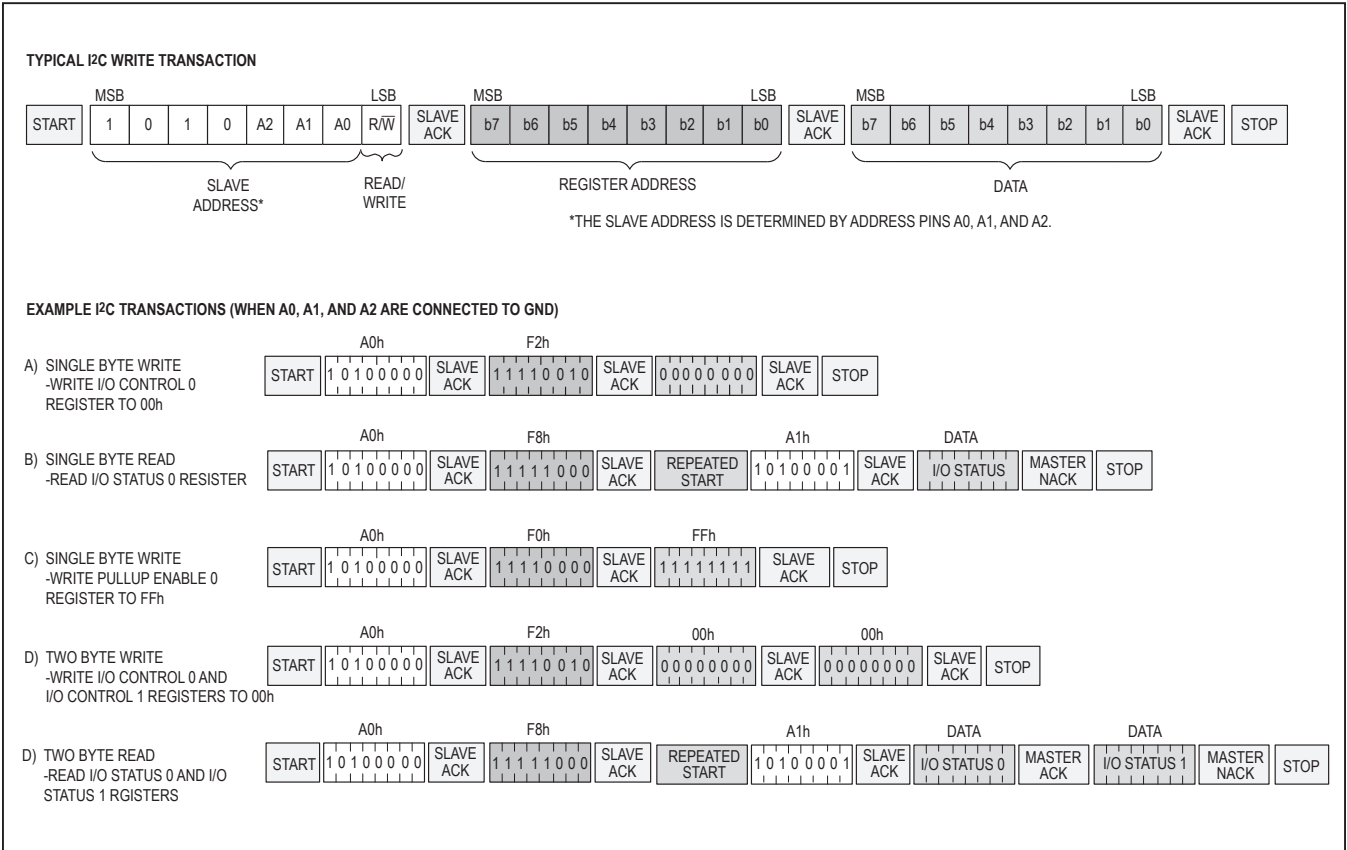 TYPICAL I2C WRITE TRANSACTION
MSB LSB MSB LSB MSB LSB
START 1 0 1 0 A2 A1 A0 R/W̅ SLAVE ACK b7 b6 b5 b4 b3 b2 b1 b0 SLAVE ACK b7 b6 b5 b4 b3 b2 b1 b0 SLAVE ACK STOP
SLAVE ADDRESS* READ/ WRITE REGISTER ADDRESS DATA
*THE SLAVE ADDRESS IS DETERMINED BY ADDRESS PINS A0, A1, AND A2.
EXAMPLE I2C TRANSACTIONS (WHEN A0, A1, AND A2 ARE CONNECTED TO GND)
A0h F2h
A) SINGLE BYTE WRITE
-WRITE I/O CONTROL 0
REGISTER TO 00h
START 1 0 1 0 0 0 0 0 SLAVE ACK 1 1 1 1 0 0 1 0 SLAVE ACK 0 0 0 0 0 0 0 0 SLAVE ACK STOP
A0h F8h A1h DATA
B) SINGLE BYTE READ
-READ I/O STATUS 0 RESISTER
START 1 0 1 0 0 0 0 0 SLAVE ACK 1 1 1 1 1 0 0 0 SLAVE ACK REPEATED START 1 0 1 0 0 0 0 1 SLAVE ACK I/O STATUS MASTER NACK STOP
A0h F0h FFh
C) SINGLE BYTE WRITE
-WRITE PULLUP ENABLE 0
REGISTER TO FFh
START 1 0 1 0 0 0 0 0 SLAVE ACK 1 1 1 1 0 0 0 0 SLAVE ACK 1 1 1 1 1 1 1 1 SLAVE ACK STOP
A0h F2h 00h 00h
D) TWO BYTE WRITE
-WRITE I/O CONTROL 0 AND
I/O CONTROL 1 REGISTERS TO 00h
START 1 0 1 0 0 0 0 0 SLAVE ACK 1 1 1 1 0 0 1 0 SLAVE ACK 0 0 0 0 0 0 0 0 SLAVE ACK 0 0 0 0 0 0 0 0 SLAVE ACK STOP
A0h F8h A1h DATA DATA
D) TWO BYTE READ
-READ I/O STATUS 0 AND I/O
STATUS 1 RGISTERS
START 1 0 1 0 0 0 0 0 SLAVE ACK 1 1 1 1 1 0 0 0 SLAVE ACK REPEATED START 1 0 1 0 0 0 0 1 SLAVE ACK I/O STATUS 0 MASTER ACK I/O STATUS 1 MASTER NACK STOP